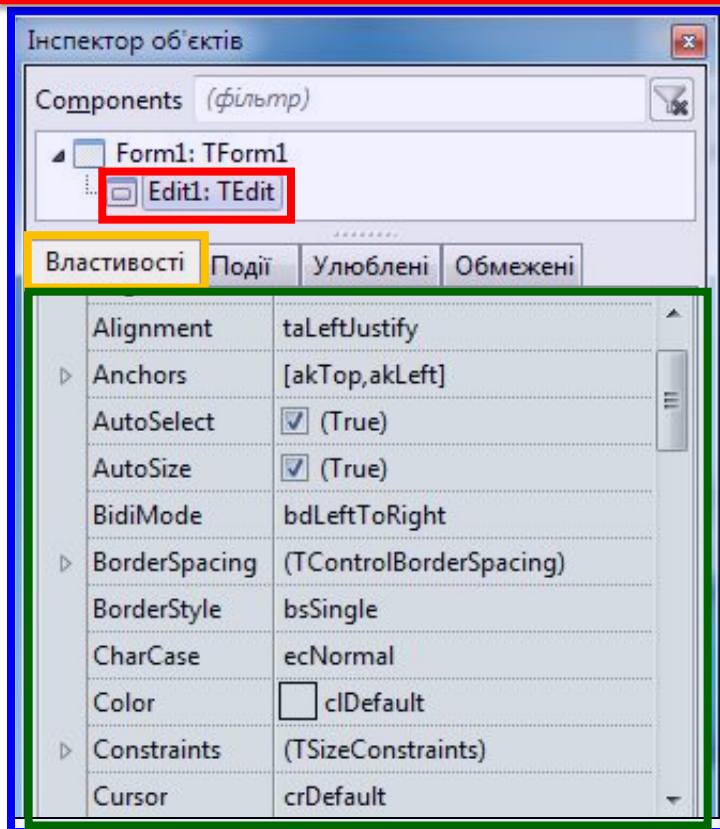 Інспектор об'єктів
Components (фільтр)
Form1: TForm1
Edit1: TEdit
Властивості Події Улюблені Обмежені
Alignment taLeftJustify
Anchors [akTop,akLeft]
AutoSelect (True)
AutoSize (True)
BidiMode bdLeftToRight
BorderSpacing (TControlBorderSpacing)
BorderStyle bsSingle
CharCase ecNormal
Color clDefault
Constraints (TSizeConstraints)
Cursor crDefault